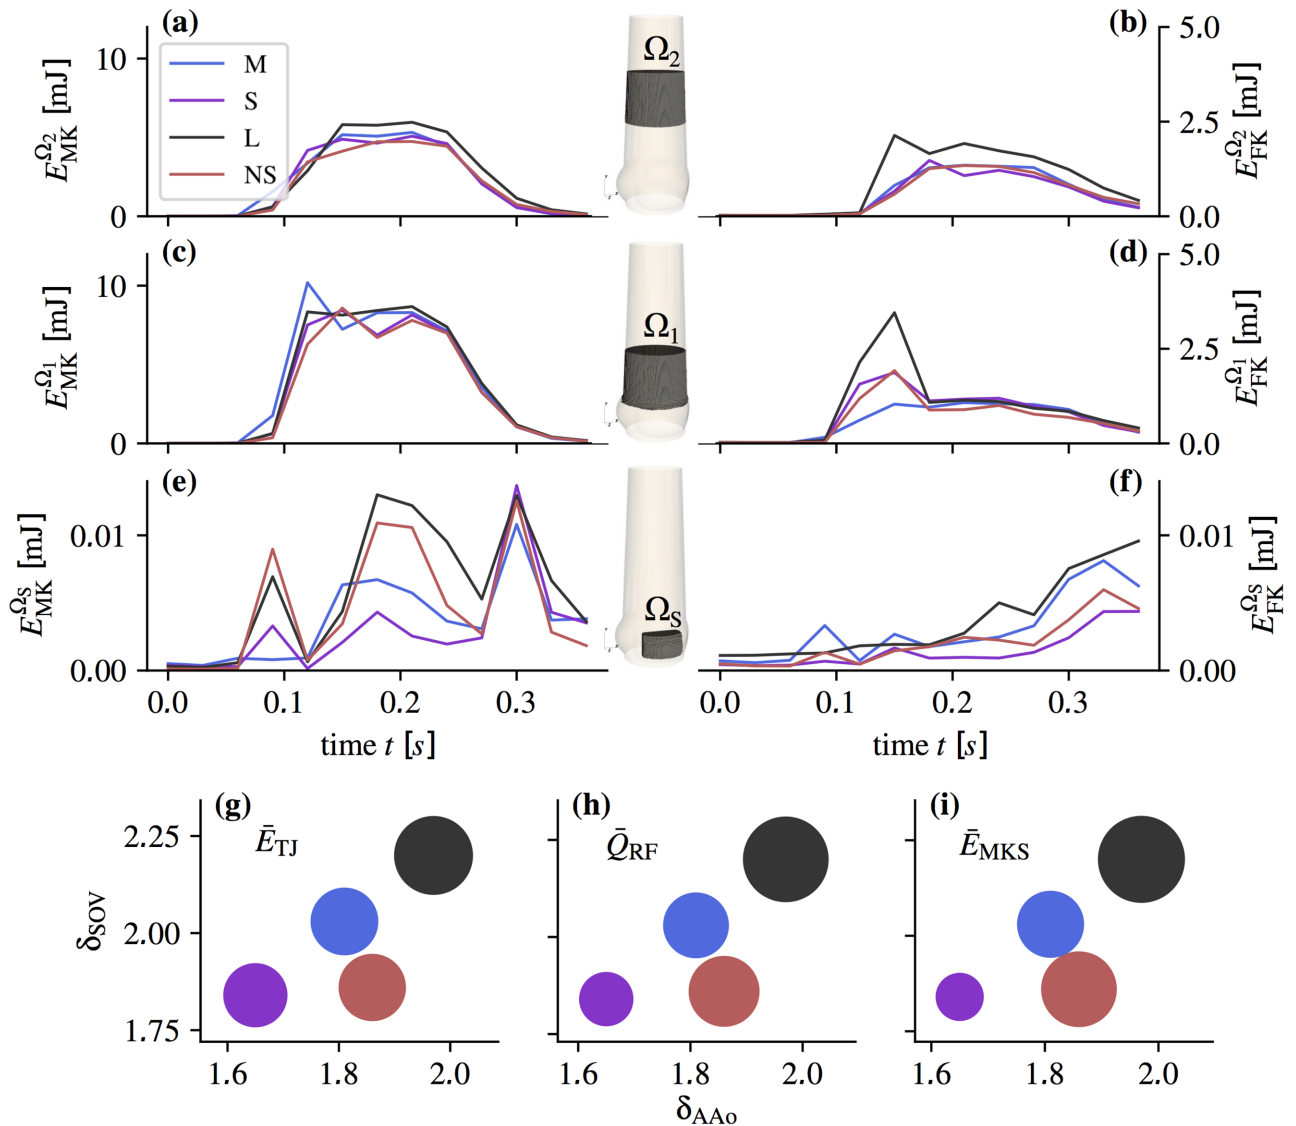 (a)
10
0
E_MK^Ω2 [mJ]
M
S
L
NS
Ω2
(b)
5.0
2.5
0.0
E_FK^Ω2 [mJ]
(c)
10
0
E_MK^Ω1 [mJ]
Ω1
(d)
5.0
2.5
0.0
E_FK^Ω1 [mJ]
(e)
0.01
0.00
E_MK^ΩS [mJ]
ΩS
(f)
0.01
0.00
E_FK^ΩS [mJ]
0.0 0.1 0.2 0.3
time t [s]
0.0 0.1 0.2 0.3
time t [s]
(g)
Ē_TJ
2.25
2.00
1.75
δ_SOV
1.6 1.8 2.0
(h)
Q̄_RF
1.6 1.8 2.0
(i)
Ē_MKS
1.6 1.8 2.0
δ_AAo